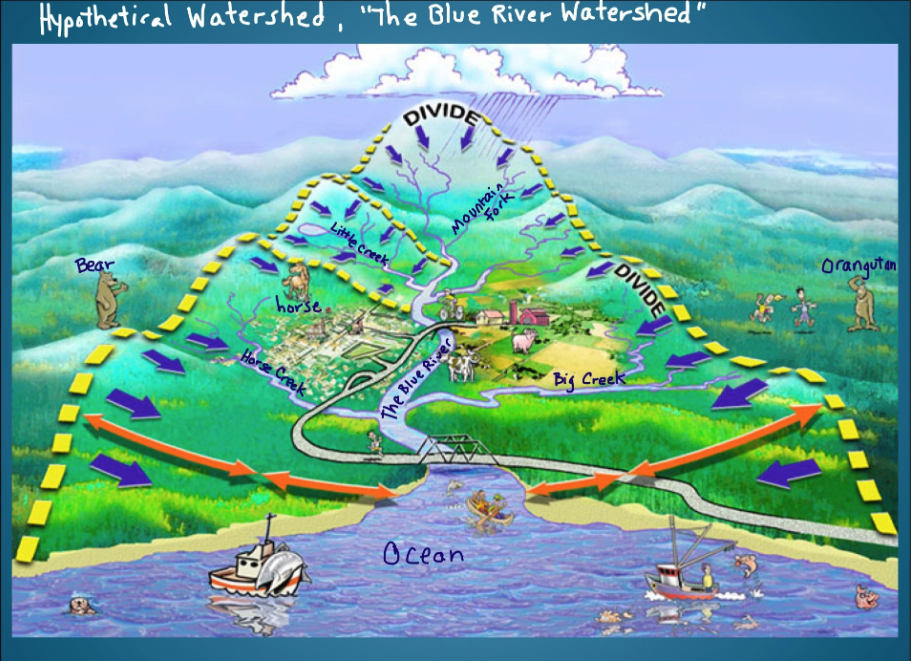 Hypothetical Watershed, "The Blue River Watershed"
DIVIDE
Mountain
Fork
Little Creek
Bear
Orangutan
DIVIDE
horse
Horse Creek
The Blue River
Big Creek
Ocean